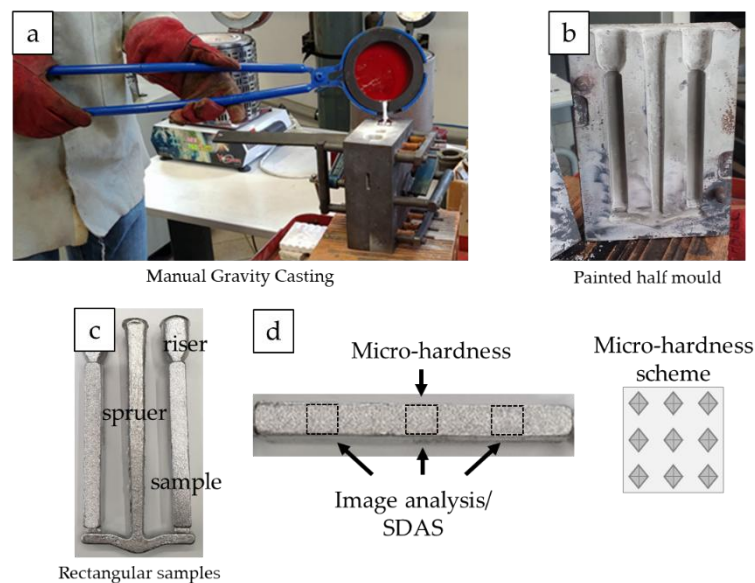 a
Manual Gravity Casting
b
Painted half mould
c
riser
spruer
sample
Rectangular samples
d
Micro-hardness
Image analysis/
SDAS
Micro-hardness
scheme